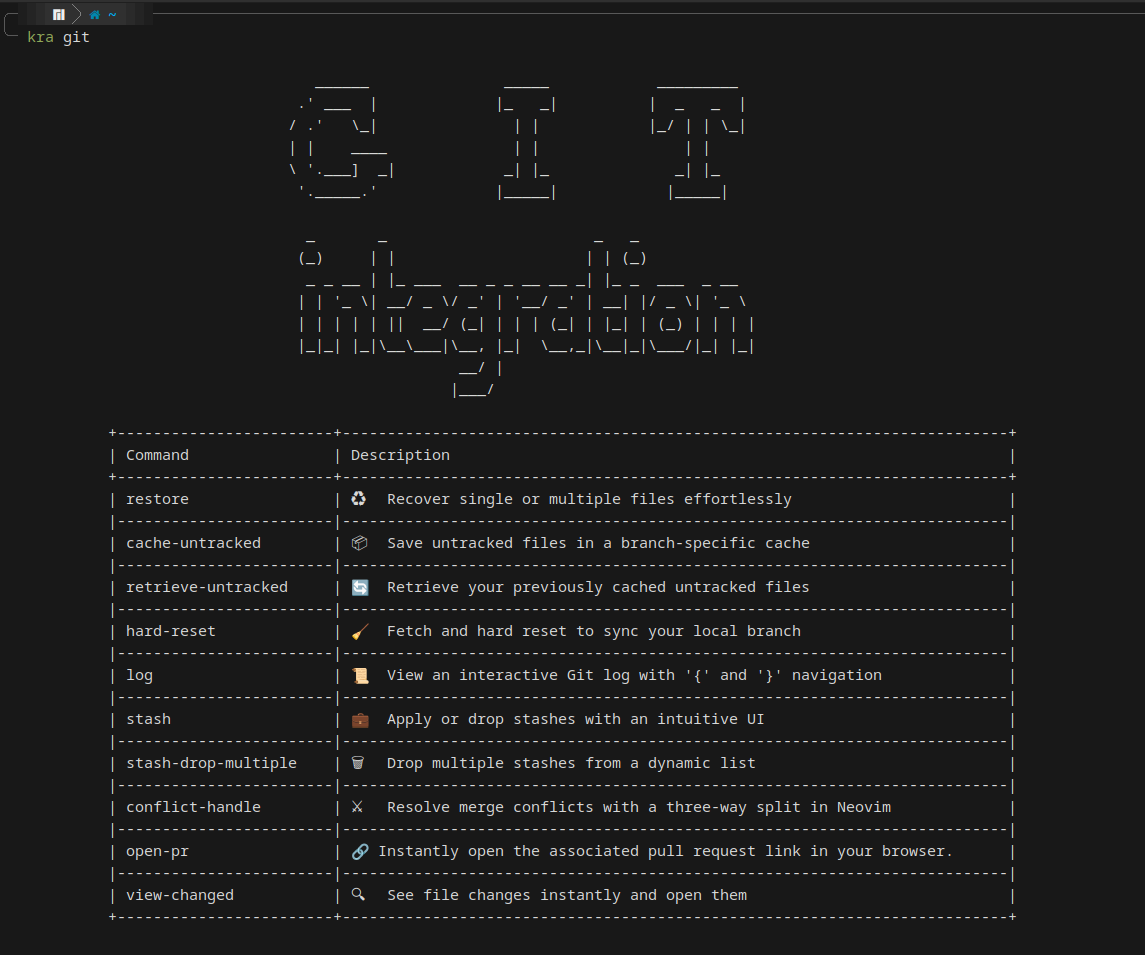 ~
kra git
GIT
integration
Command | Description
restore | ♻ Recover single or multiple files effortlessly
cache-untracked | 📦 Save untracked files in a branch-specific cache
retrieve-untracked | 🔄 Retrieve your previously cached untracked files
hard-reset | 🧹 Fetch and hard reset to sync your local branch
log | 📜 View an interactive Git log with '{' and '}' navigation
stash | 💼 Apply or drop stashes with an intuitive UI
stash-drop-multiple | 🗑 Drop multiple stashes from a dynamic list
conflict-handle | ⚔ Resolve merge conflicts with a three-way split in Neovim
open-pr | 🔗 Instantly open the associated pull request link in your browser.
view-changed | 🔍 See file changes instantly and open them